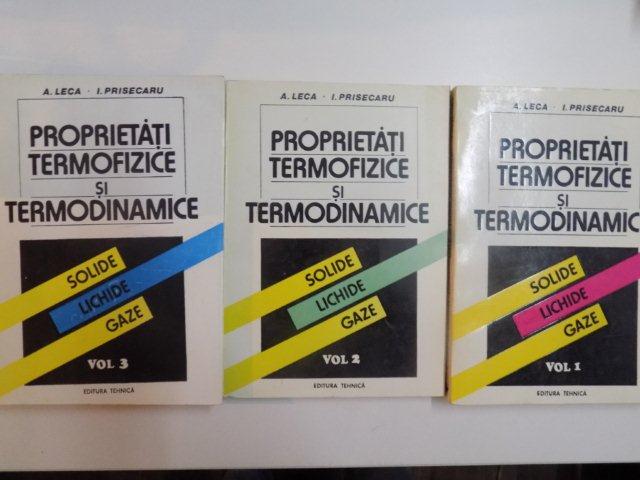 A. LECA · I. PRISECARU
PROPRIETĂȚI
TERMOFIZICE
ȘI
TERMODINAMICE
SOLIDE
LICHIDE
GAZE
VOL 3
EDITURA TEHNICĂ
A. LECA · I. PRISECARU
PROPRIETĂȚI
TERMOFIZICE
ȘI
TERMODINAMICE
SOLIDE
LICHIDE
GAZE
VOL 2
EDITURA TEHNICĂ
A. LECA · I. PRISECARU
PROPRIETĂȚI
TERMOFIZICE
ȘI
TERMODINAMIC
SOLIDE
LICHIDE
GAZE
VOL 1
EDITURA TEHNICĂ